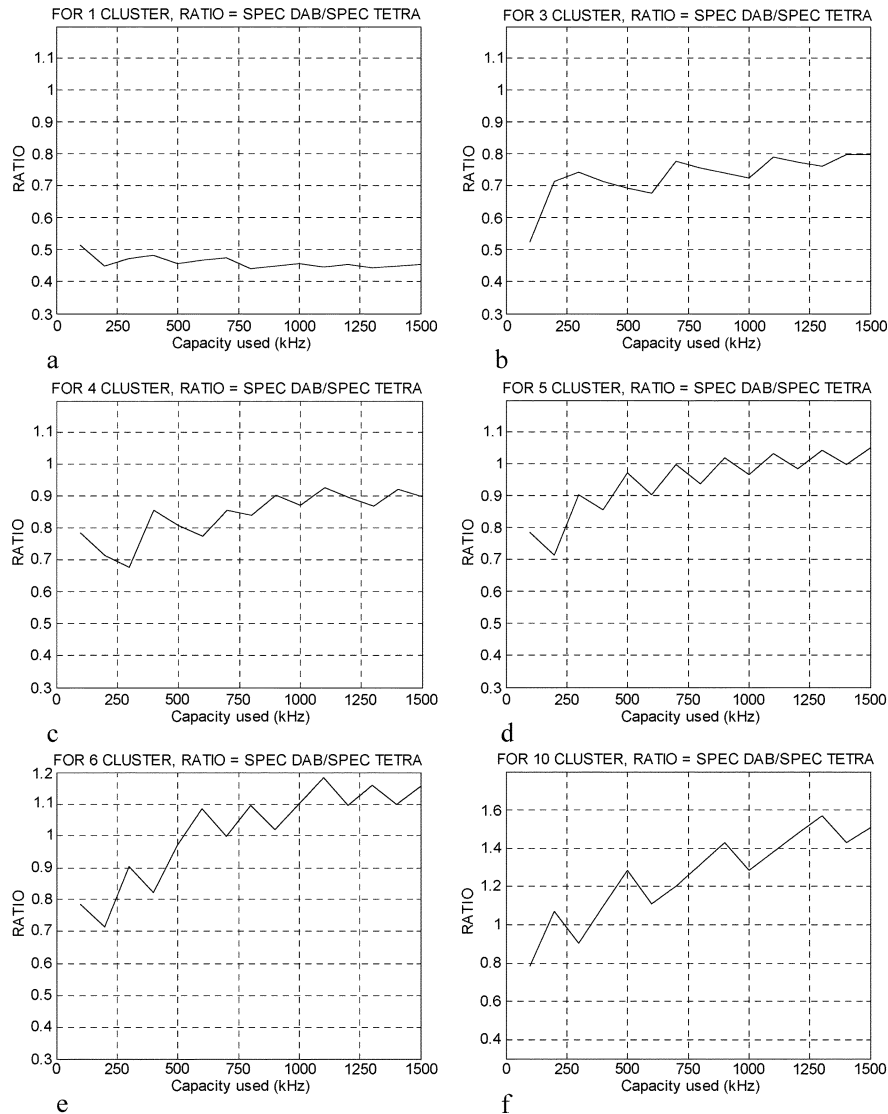 FOR 1 CLUSTER, RATIO = SPEC DAB/SPEC TETRA
1.1
1
0.9
0.8
0.7
0.6
0.5
0.4
0.3
RATIO
0 250 500 750 1000 1250 1500
Capacity used (kHz)
a
FOR 3 CLUSTER, RATIO = SPEC DAB/SPEC TETRA
1.1
1
0.9
0.8
0.7
0.6
0.5
0.4
0.3
RATIO
0 250 500 750 1000 1250 1500
Capacity used (kHz)
b
FOR 4 CLUSTER, RATIO = SPEC DAB/SPEC TETRA
1.1
1
0.9
0.8
0.7
0.6
0.5
0.4
0.3
RATIO
0 250 500 750 1000 1250 1500
Capacity used (kHz)
c
FOR 5 CLUSTER, RATIO = SPEC DAB/SPEC TETRA
1.1
1
0.9
0.8
0.7
0.6
0.5
0.4
0.3
RATIO
0 250 500 750 1000 1250 1500
Capacity used (kHz)
d
FOR 6 CLUSTER, RATIO = SPEC DAB/SPEC TETRA
1.2
1.1
1
0.9
0.8
0.7
0.6
0.5
0.4
0.3
RATIO
0 250 500 750 1000 1250 1500
Capacity used (kHz)
e
FOR 10 CLUSTER, RATIO = SPEC DAB/SPEC TETRA
1.6
1.4
1.2
1
0.8
0.6
0.4
RATIO
0 250 500 750 1000 1250 1500
Capacity used (kHz)
f